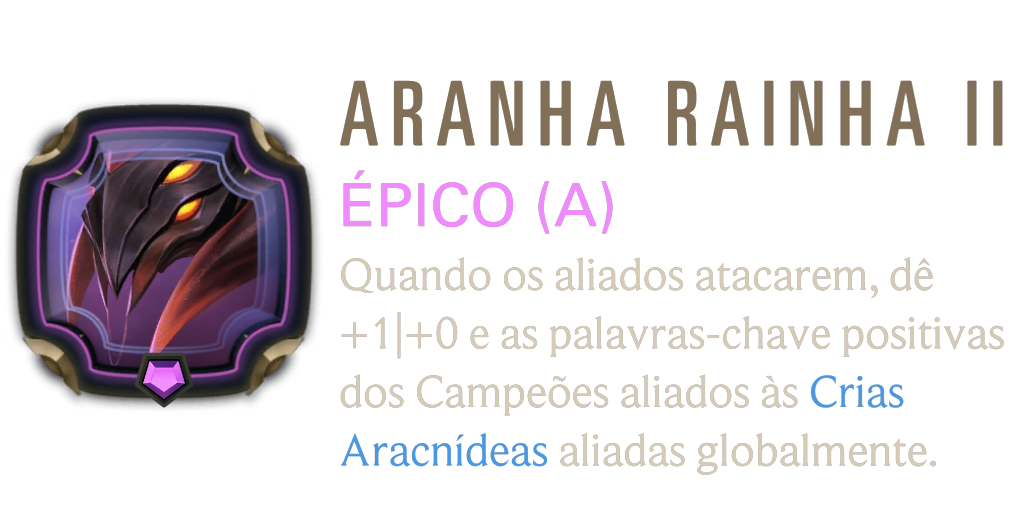 ARANHA RAINHA II
ÉPICO (A)
Quando os aliados atacarem, dê
+1|+0 e as palavras-chave positivas
dos Campeões aliados às Crias
Aracnídeas aliadas globalmente.